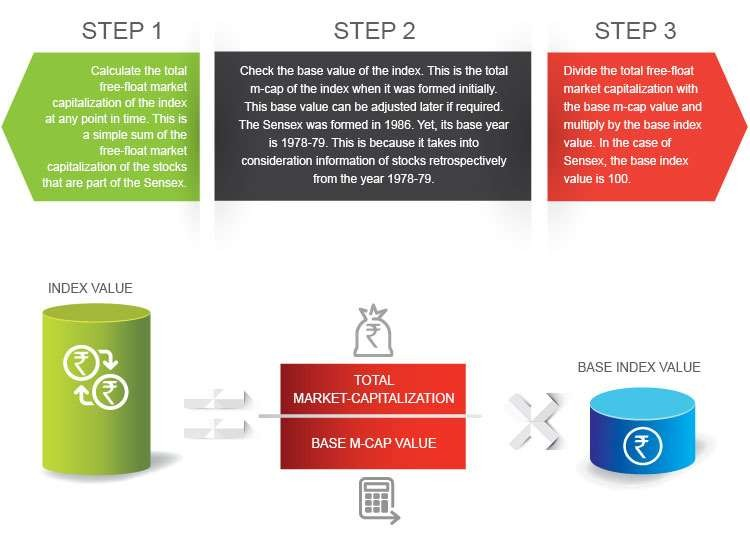 STEP 1
Calculate the total
free-float market
capitalization of the index
at any point in time. This is
a simple sum of the
free-float market
capitalization of the stocks
that are part of the Sensex.
STEP 2
Check the base value of the index. This is the total
m-cap of the index when it was formed initially.
This base value can be adjusted later if required.
The Sensex was formed in 1986. Yet, its base year
is 1978-79. This is because it takes into
consideration information of stocks retrospectively
from the year 1978-79.
STEP 3
Divide the total free-float
market capitalization with
the base m-cap value and
multiply by the base index
value. In the case of
Sensex, the base index
value is 100.
INDEX VALUE
₹
₹
₹
TOTAL
MARKET-CAPITALIZATION
BASE M-CAP VALUE
BASE INDEX VALUE
₹